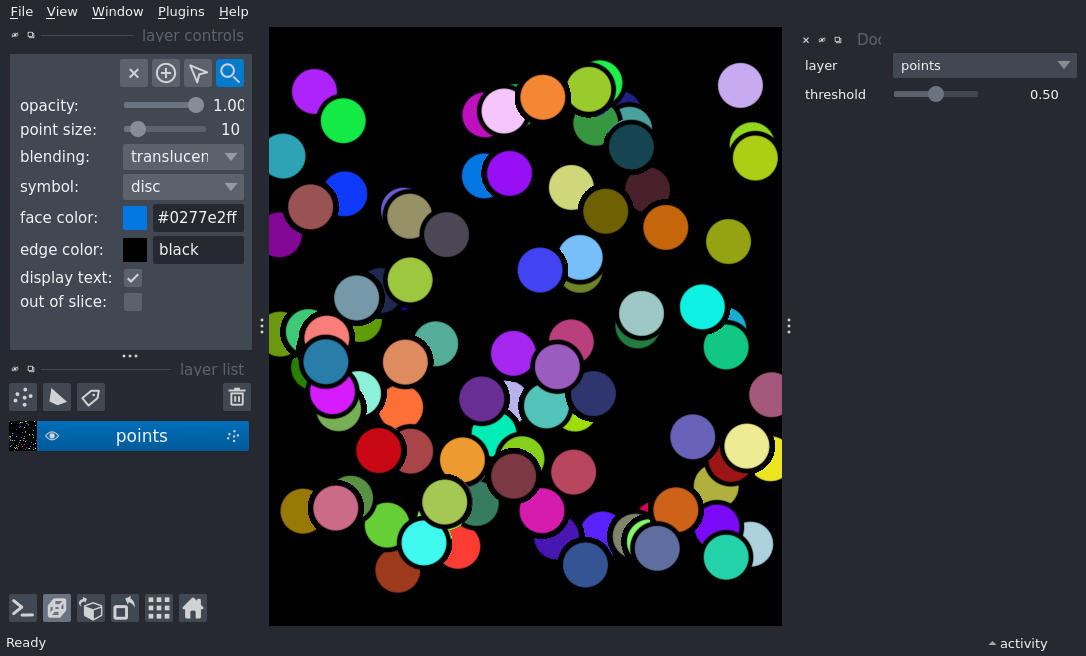 File View Window Plugins Help
layer controls
opacity: 1.00
point size: 10
blending: translucen
symbol: disc
face color: #0277e2ff
edge color: black
display text:
out of slice:
layer list
points
Doc
layer points
threshold 0.50
Ready
activity